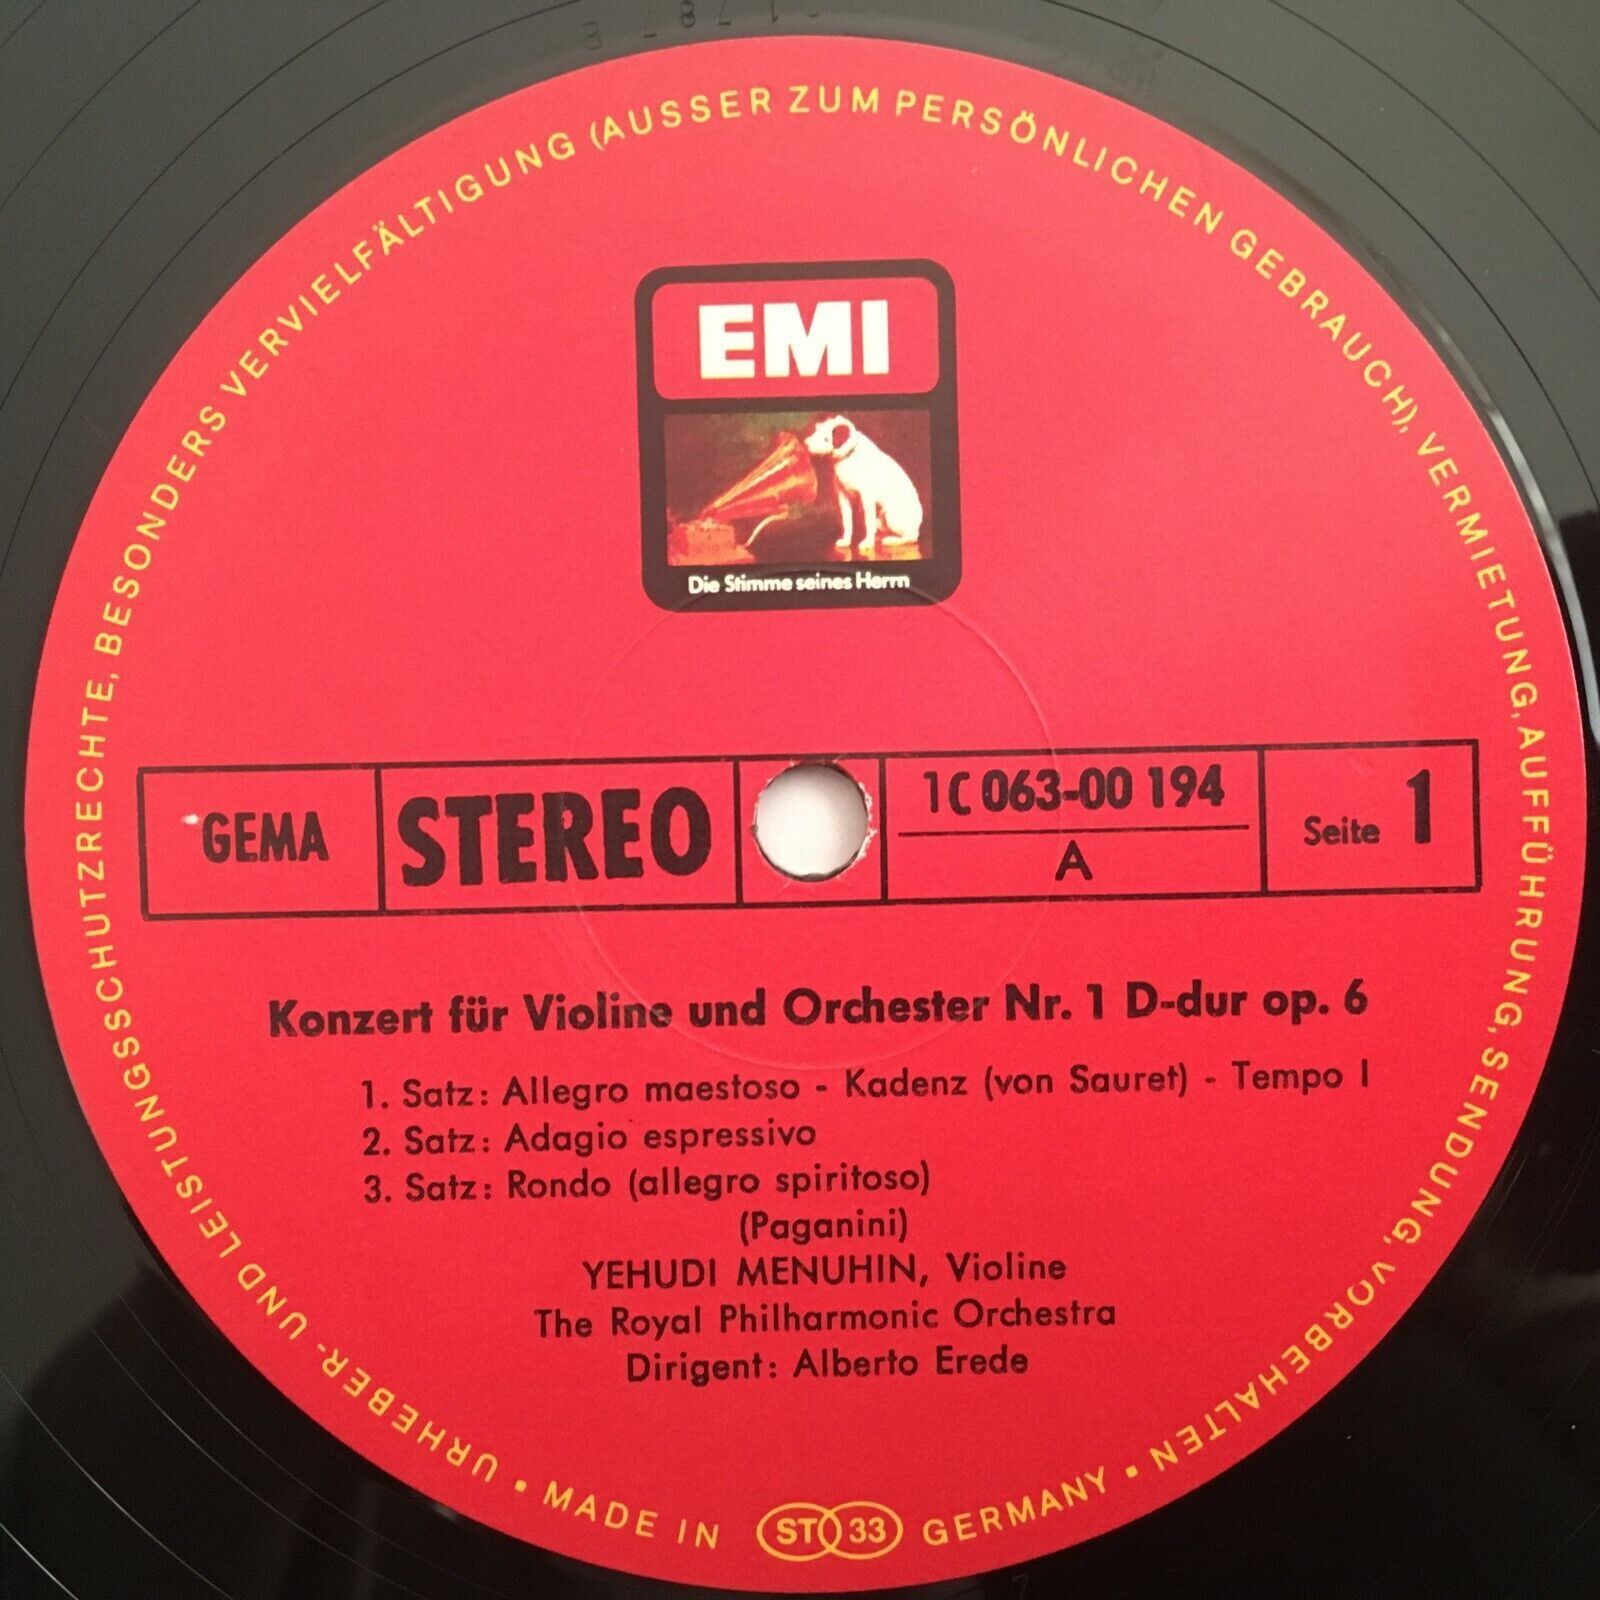 EMI
Die Stimme seines Herrn
GEMA
STEREO
1C 063-00 194
A
Seite 1
Konzert für Violine und Orchester Nr. 1 D-dur op. 6
1. Satz: Allegro maestoso - Kadenz (von Sauret) - Tempo I
2. Satz: Adagio espressivo
3. Satz: Rondo (allegro spiritoso)
(Paganini)
YEHUDI MENUHIN, Violine
The Royal Philharmonic Orchestra
Dirigent: Alberto Erede
URHEBER- UND LEISTUNGSSCHUTZRECHTE, BESONDERS VERVIELFÄLTIGUNG (AUSSER ZUM PERSÖNLICHEN GEBRAUCH), VERMIETUNG, AUFFÜHRUNG, SENDUNG, VORBEHALTEN •
MADE IN ST 33 GERMANY •